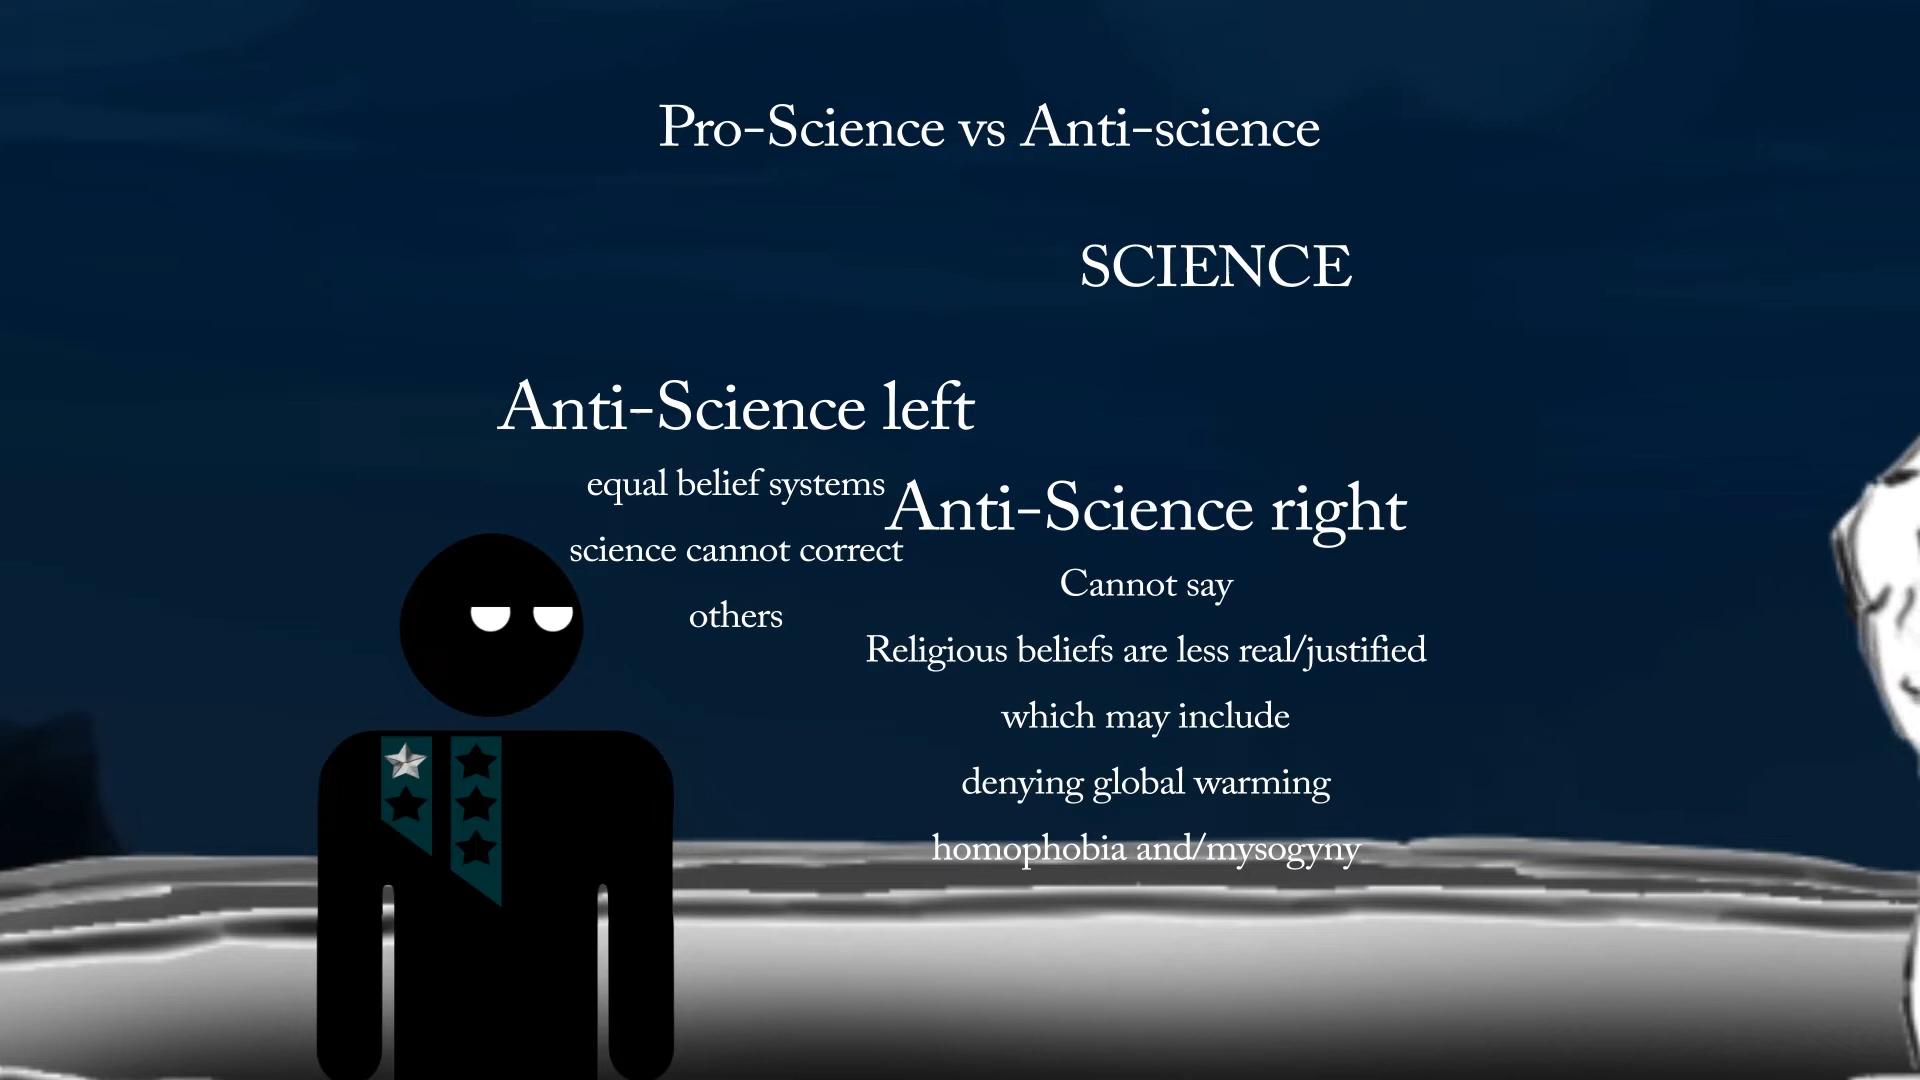 Pro-Science vs Anti-science
SCIENCE
Anti-Science left
equal belief systems
science cannot correct
others
Anti-Science right
Cannot say
Religious beliefs are less real/justified
which may include
denying global warming
homophobia and/mysogyny